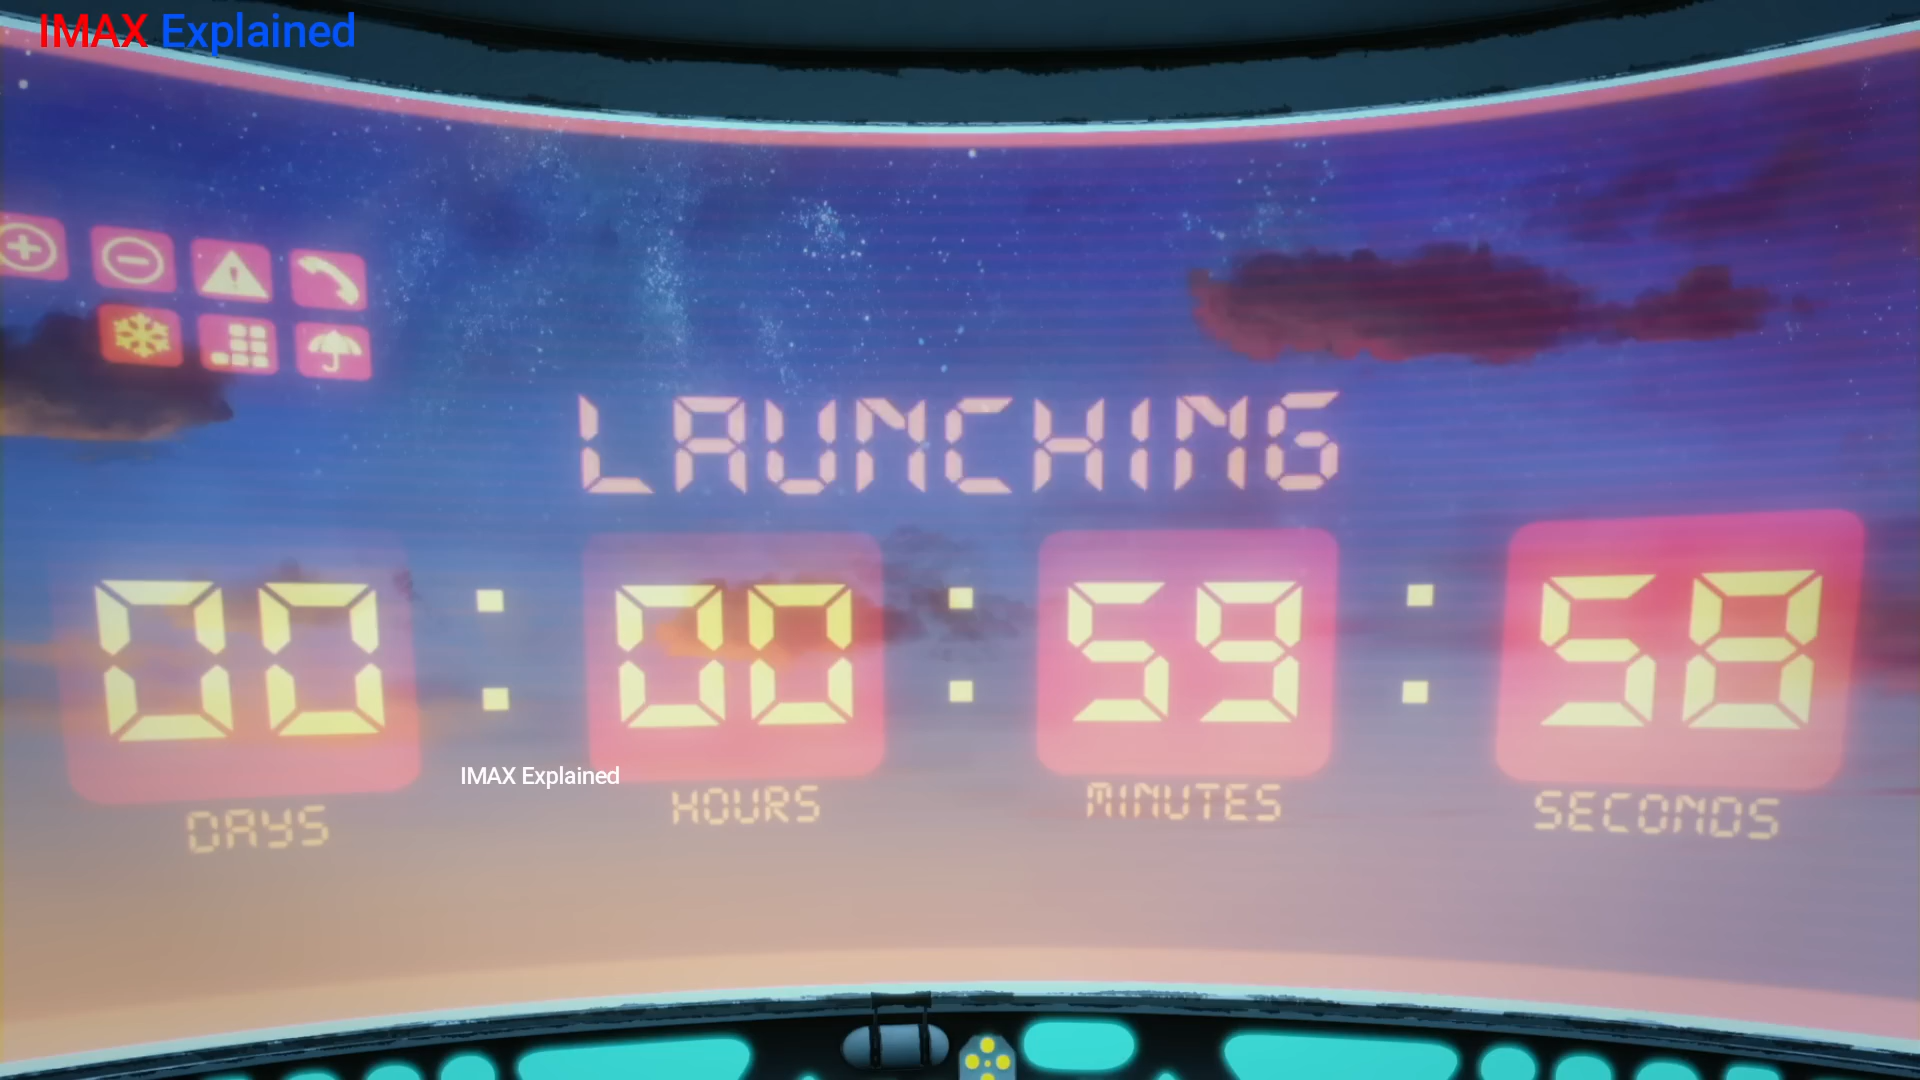 IMAX Explained
LAUNCHING
00 : 00 : 59 : 58
IMAX Explained
DAYS HOURS MINUTES SECONDS